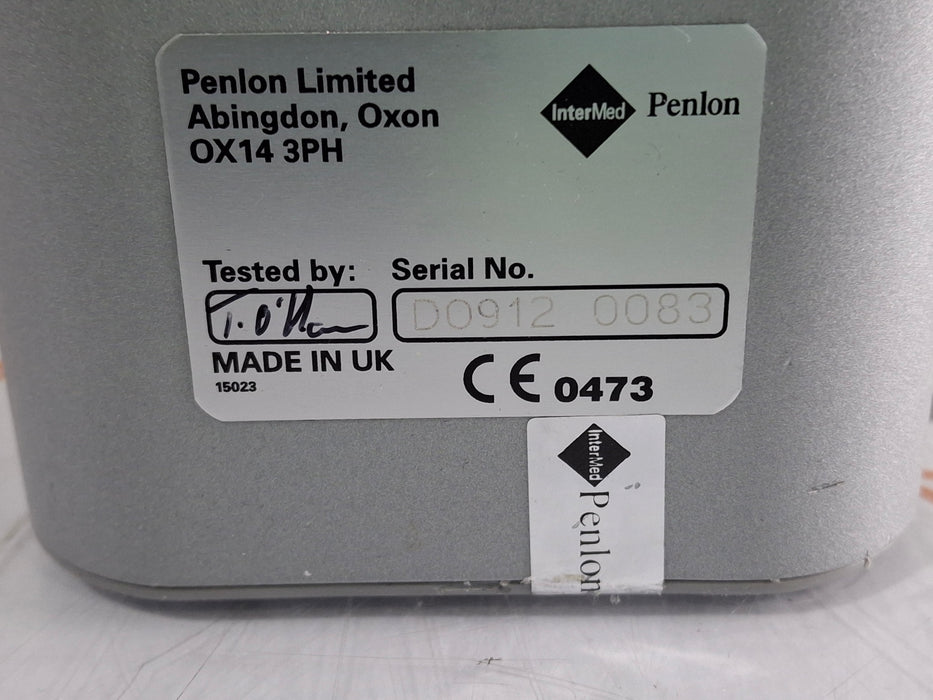 Penlon Limited
Abingdon, Oxon
OX14 3PH
InterMed Penlon
Tested by: Serial No.
D0912 0083
MADE IN UK
15023
CE 0473
InterMed
Penlon